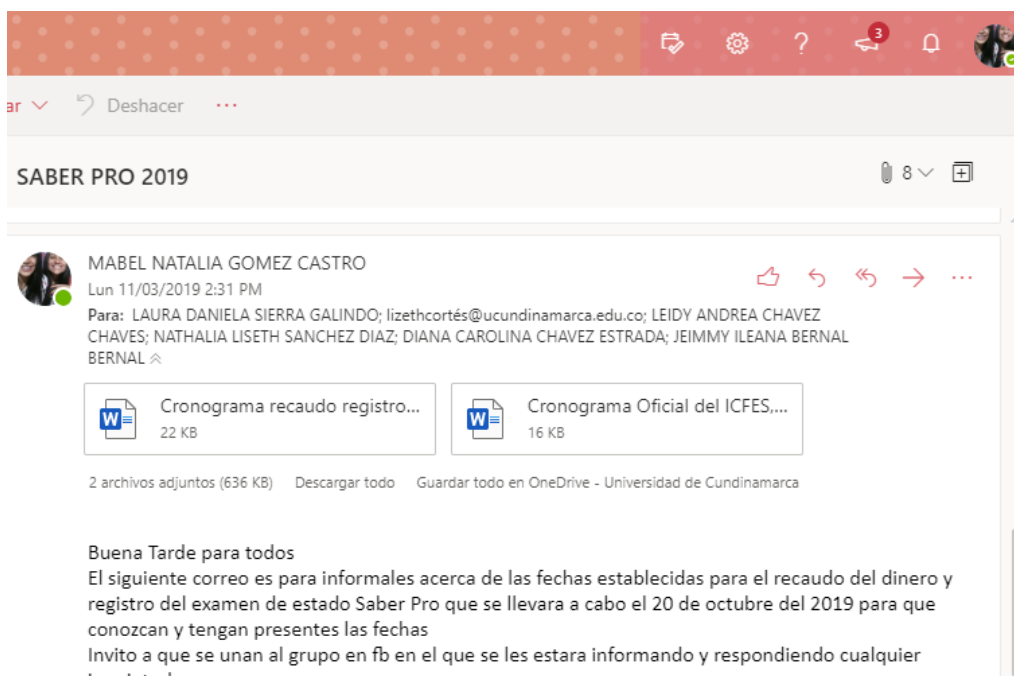 3
ar Deshacer ...
SABER PRO 2019
8
MABEL NATALIA GOMEZ CASTRO
Lun 11/03/2019 2:31 PM
Para: LAURA DANIELA SIERRA GALINDO; lizethcortés@ucundinamarca.edu.co; LEIDY ANDREA CHAVEZ
CHAVES; NATHALIA LISETH SANCHEZ DIAZ; DIANA CAROLINA CHAVEZ ESTRADA; JEIMMY ILEANA BERNAL
BERNAL
Cronograma recaudo registro...
22 KB
Cronograma Oficial del ICFES,...
16 KB
2 archivos adjuntos (636 KB) Descargar todo Guardar todo en OneDrive - Universidad de Cundinamarca
Buena Tarde para todos
El siguiente correo es para informales acerca de las fechas establecidas para el recaudo del dinero y
registro del examen de estado Saber Pro que se llevara a cabo el 20 de octubre del 2019 para que
conozcan y tengan presentes las fechas
Invito a que se unan al grupo en fb en el que se les estara informando y respondiendo cualquier